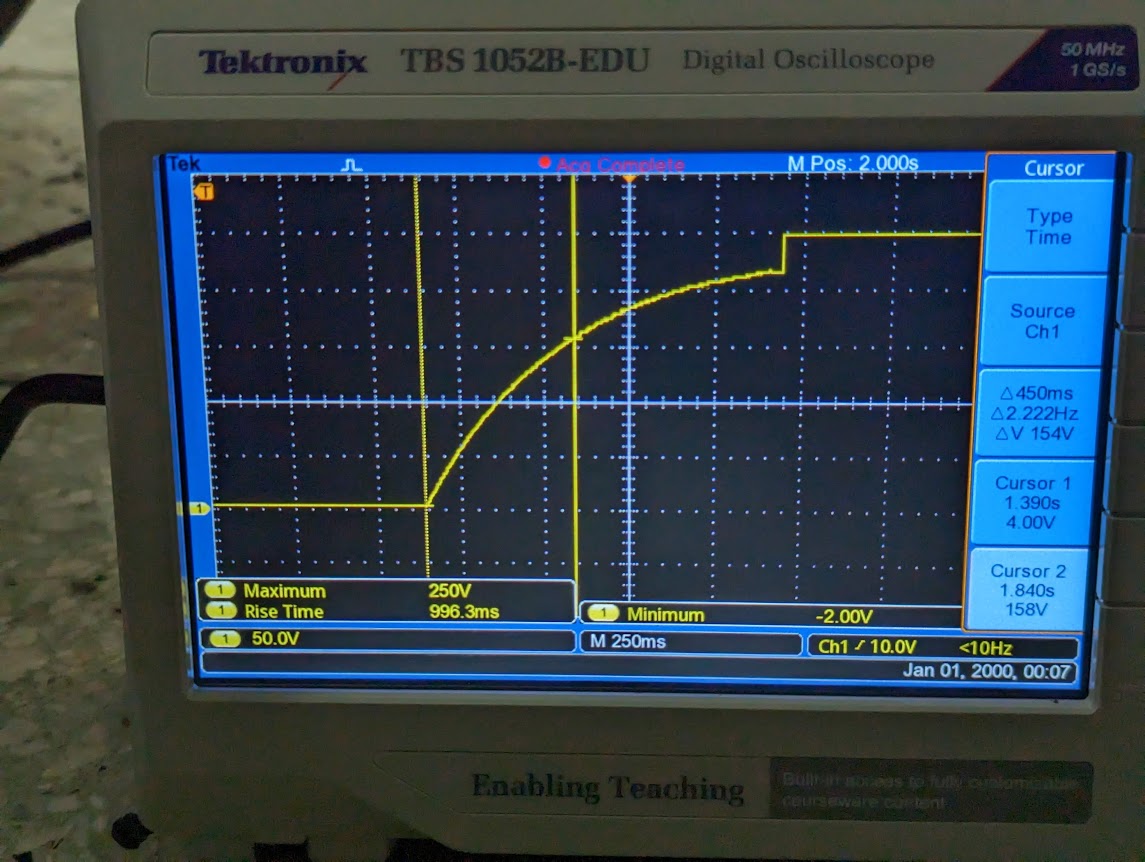 Tektronix TBS 1052B-EDU Digital Oscilloscope
50 MHz
1 GS/s
Tek
Acq Complete
M Pos: 2.000s
Cursor
T
Type
Time
Source
Ch1
△450ms
△2.222Hz
△V 154V
Cursor 1
1.390s
4.00V
Cursor 2
1.840s
158V
1
1 Maximum 250V
1 Rise Time 996.3ms
1 Minimum -2.00V
1 50.0V
M 250ms
Ch1 10.0V <10Hz
Jan 01, 2000, 00:07
Enabling Teaching
Built-in access to fully customizable
courseware content